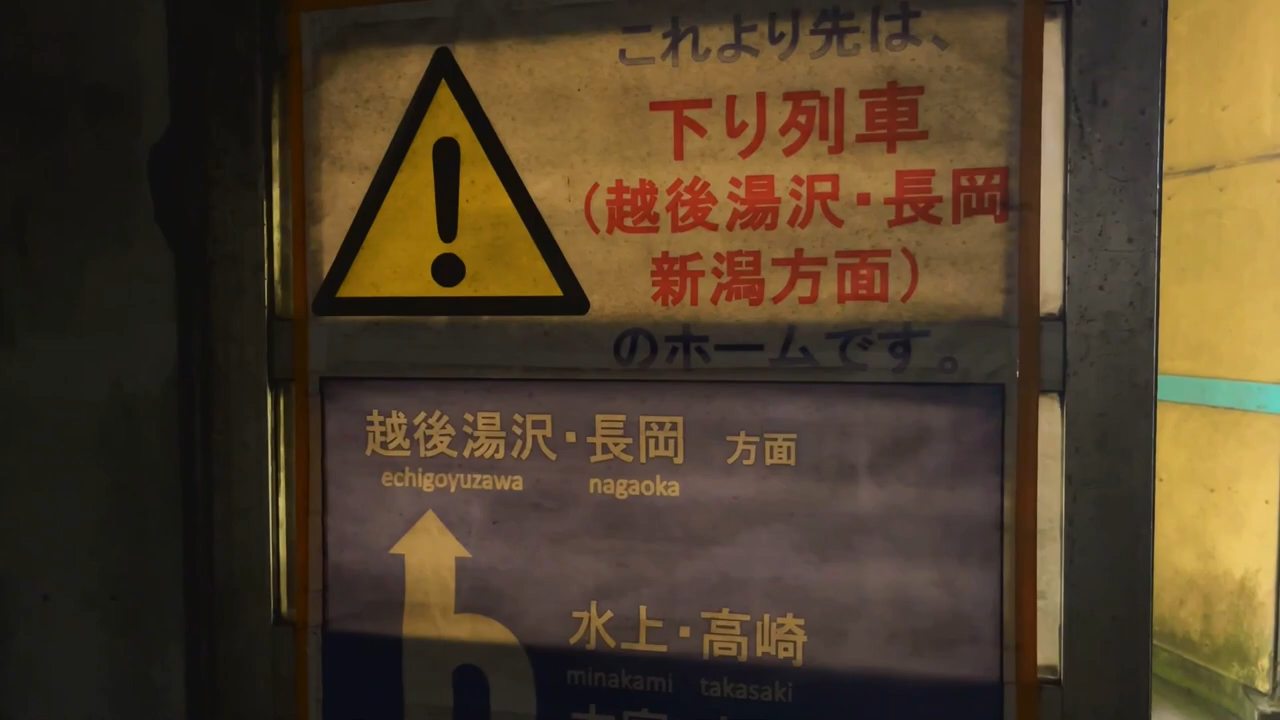 これより先は、
下り列車
(越後湯沢・長岡
新潟方面)
のホームです。
越後湯沢・長岡 方面
echigoyuzawa nagaoka
水上・高崎
minakami takasaki